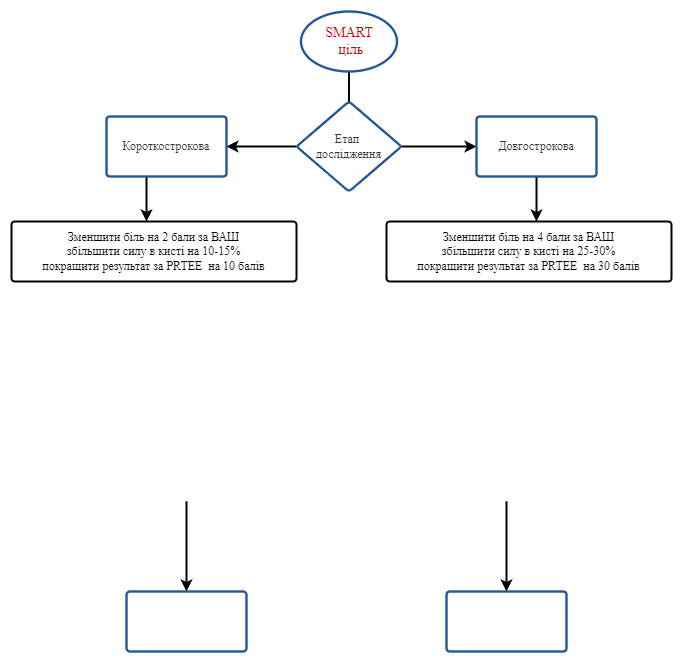 SMART
ціль
Етап
дослідження
Короткострокова
Довгострокова
Зменшити біль на 2 бали за ВАШ
збільшити силу в кисті на 10-15%
покращити результат за PRTEE на 10 балів
Зменшити біль на 4 бали за ВАШ
збільшити силу в кисті на 25-30%
покращити результат за PRTEE на 30 балів